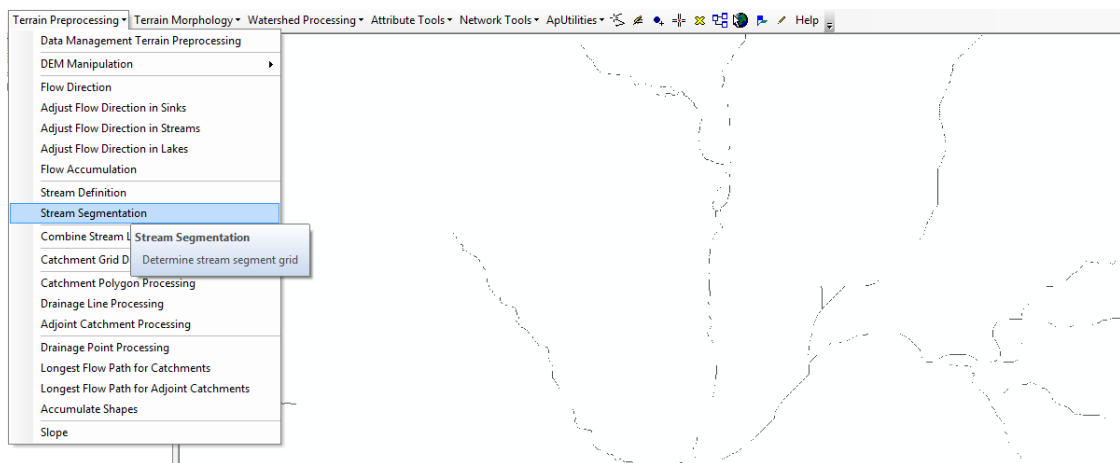 Terrain Preprocessing Terrain Morphology Watershed Processing Attribute Tools Network Tools ApUtilities Help
Data Management Terrain Preprocessing
DEM Manipulation
Flow Direction
Adjust Flow Direction in Sinks
Adjust Flow Direction in Streams
Adjust Flow Direction in Lakes
Flow Accumulation
Stream Definition
Stream Segmentation
Combine Stream L
Stream Segmentation
Catchment Grid D
Determine stream segment grid
Catchment Polygon Processing
Drainage Line Processing
Adjoint Catchment Processing
Drainage Point Processing
Longest Flow Path for Catchments
Longest Flow Path for Adjoint Catchments
Accumulate Shapes
Slope